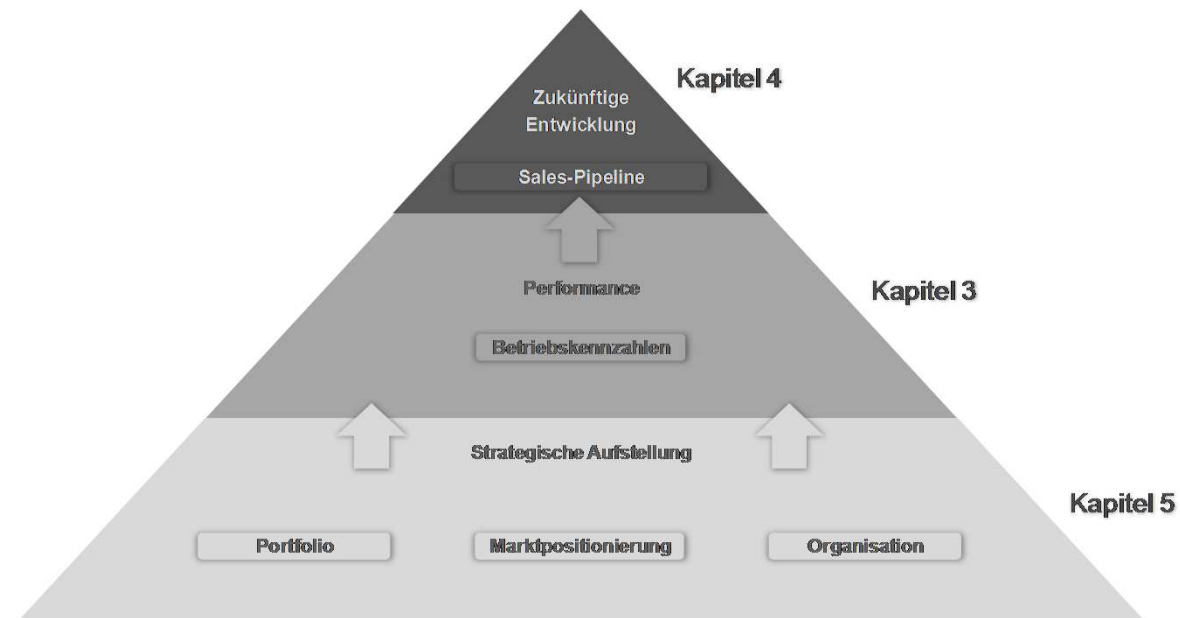 Kapitel 4
Zukünftige
Entwicklung
Sales-Pipeline
Performance
Kapitel 3
Betriebskennzahlen
Strategische Aufstellung
Kapitel 5
Portfolio
Marktpositionierung
Organisation